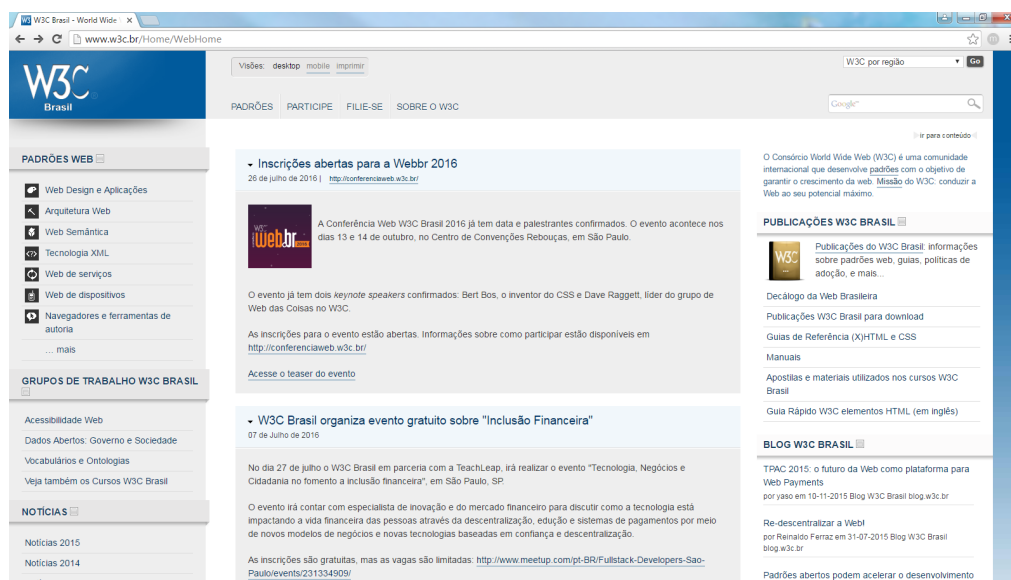 W3C Brasil - World Wide
www.w3c.br/Home/WebHome
W3C
Brasil
Visões: desktop mobile imprimir
W3C por região
Go
PADRÕES PARTICIPE FILIE-SE SOBRE O W3C
Google™
ir para conteúdo
PADRÕES WEB
Web Design e Aplicações
Arquitetura Web
Web Semântica
Tecnologia XML
Web de serviços
Web de dispositivos
Navegadores e ferramentas de
autoria
... mais
GRUPOS DE TRABALHO W3C BRASIL
Acessibilidade Web
Dados Abertos: Governo e Sociedade
Vocabulários e Ontologias
Veja também os Cursos W3C Brasil
NOTÍCIAS
Notícias 2015
Notícias 2014
Inscrições abertas para a Webbr 2016
26 de julho de 2016 | http://conferenciaweb.w3c.br/
W3C
web.br
A Conferência Web W3C Brasil 2016 já tem data e palestrantes confirmados. O evento acontece nos
dias 13 e 14 de outubro, no Centro de Convenções Rebouças, em São Paulo.
O evento já tem dois keynote speakers confirmados: Bert Bos, o inventor do CSS e Dave Raggett, líder do grupo de
Web das Coisas no W3C.
As inscrições para o evento estão abertas. Informações sobre como participar estão disponíveis em
http://conferenciaweb.w3c.br/
Acesse o teaser do evento
W3C Brasil organiza evento gratuito sobre "Inclusão Financeira"
07 de Julho de 2016
No dia 27 de julho o W3C Brasil em parceria com a TeachLeap, irá realizar o evento "Tecnologia, Negócios e
Cidadania no fomento a inclusão financeira", em São Paulo, SP.
O evento irá contar com especialista de inovação e do mercado financeiro para discutir como a tecnologia está
impactando a vida financeira das pessoas através da descentralização, edução e sistemas de pagamentos por meio
de novos modelos de negócios e novas tecnologias baseadas em confiança e descentralização.
As inscrições são gratuitas, mas as vagas são limitadas: http://www.meetup.com/pt-BR/Fullstack-Developers-Sao-
Paulo/events/231334909/
O Consórcio World Wide Web (W3C) é uma comunidade
internacional que desenvolve padrões com o objetivo de
garantir o crescimento da web. Missão do W3C: conduzir a
Web ao seu potencial máximo.
PUBLICAÇÕES W3C BRASIL
W3C
Publicações do W3C Brasil: informações
sobre padrões web, guias, políticas de
adoção, e mais...
Decálogo da Web Brasileira
Publicações W3C Brasil para download
Guias de Referência (X)HTML e CSS
Manuais
Apostilas e materiais utilizados nos cursos W3C
Brasil
Guia Rápido W3C elementos HTML (em inglês)
BLOG W3C BRASIL
TPAC 2015: o futuro da Web como plataforma para
Web Payments
por yaso em 10-11-2015 Blog W3C Brasil blog.w3c.br
Re-descentralizar a Web!
por Reinaldo Ferraz em 31-07-2015 Blog W3C Brasil
blog.w3c.br
Padrões abertos podem acelerar o desenvolvimento